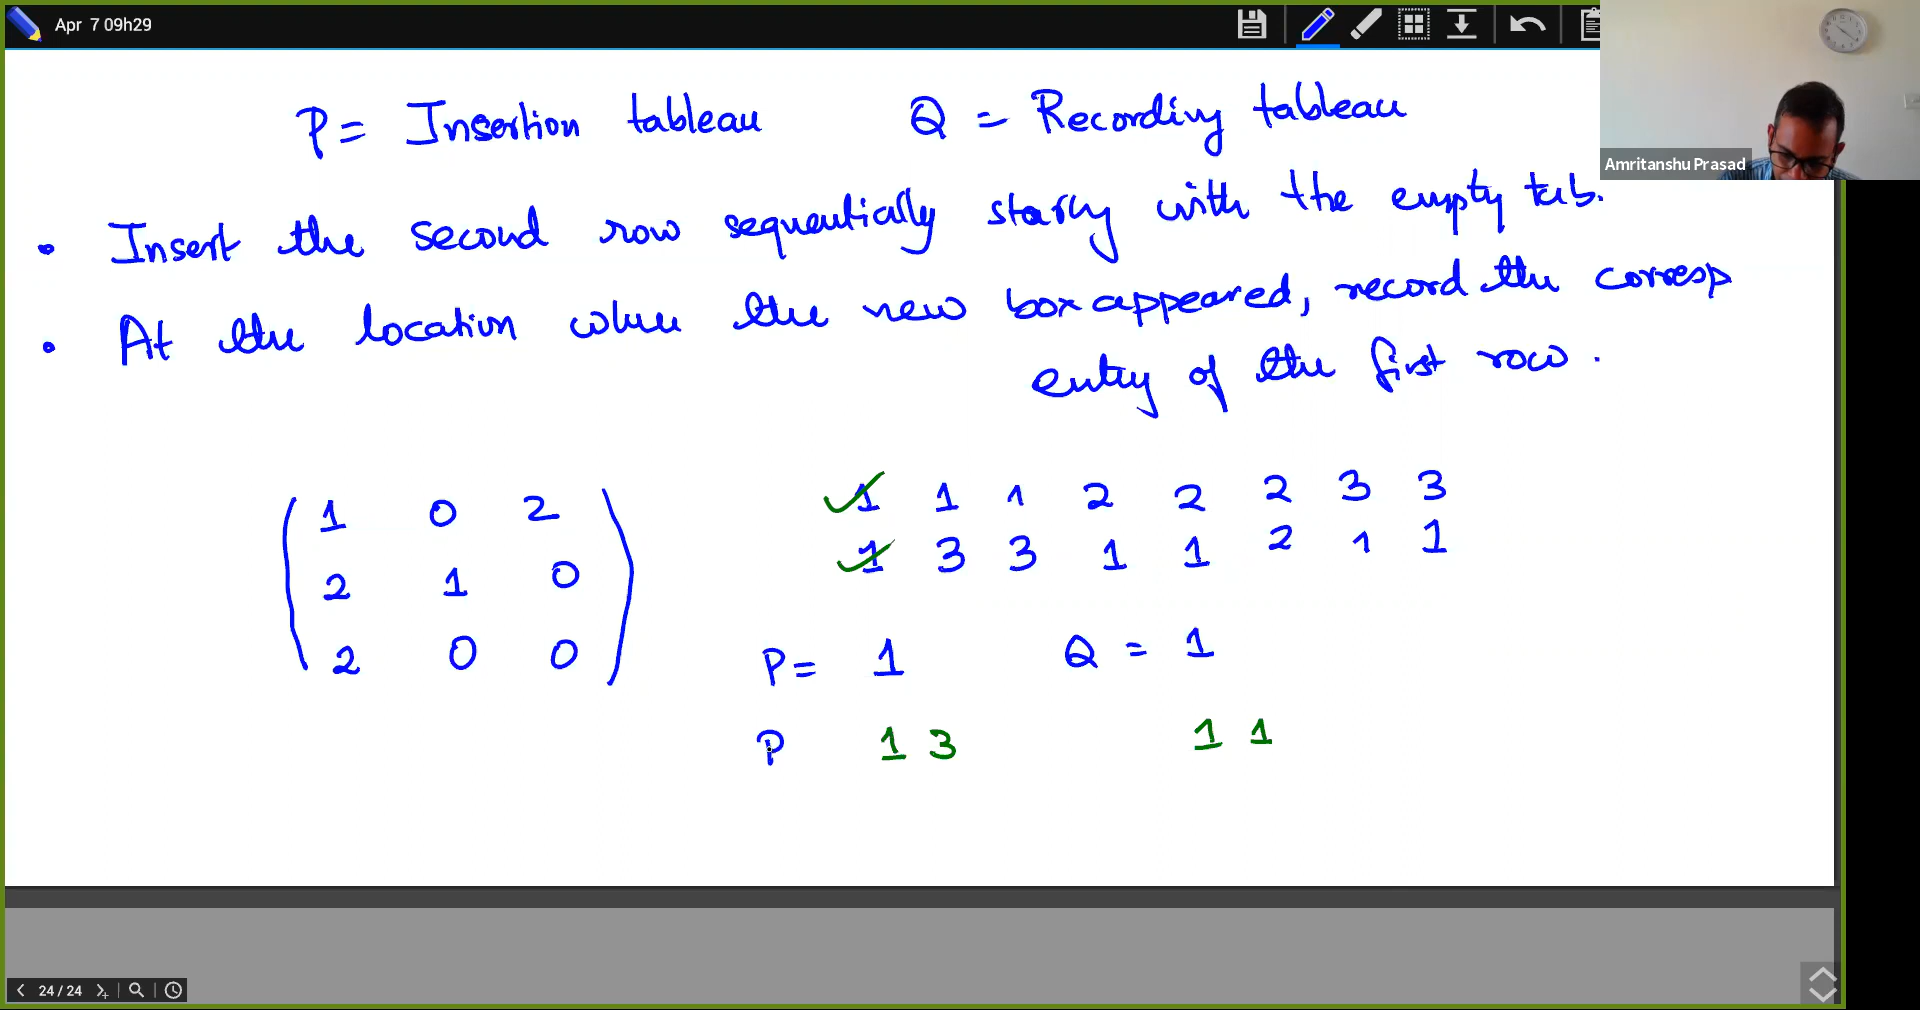 Apr 7 09h29
Amritanshu Prasad
P = Insertion tableau Q = Recording tableau
• Insert the second row sequentially startg with the empty tab.
• At the location where the new box appeared, record the corresp
entry of the first row.
1 0 2
2 1 0
2 0 0
1 1 1 2 2 2 3 3
1 3 3 1 1 2 1 1
P = 1 Q = 1
P 1 3 1 1
24 / 24